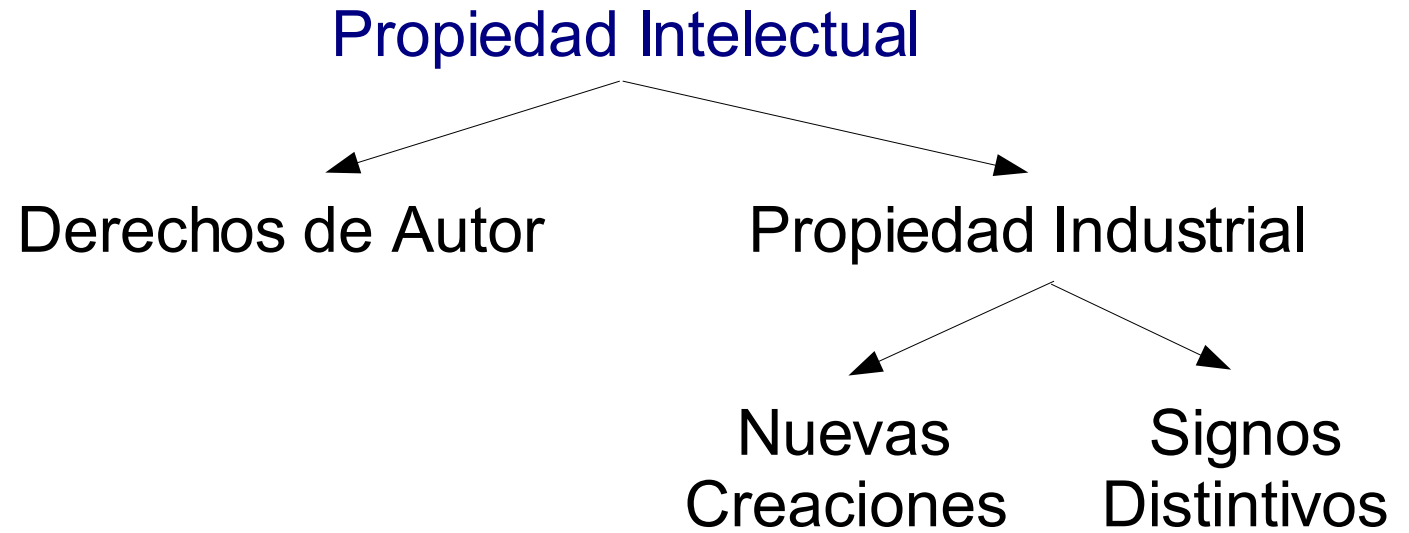 Propiedad Intelectual
Derechos de Autor
Propiedad Industrial
Nuevas
Creaciones
Signos
Distintivos